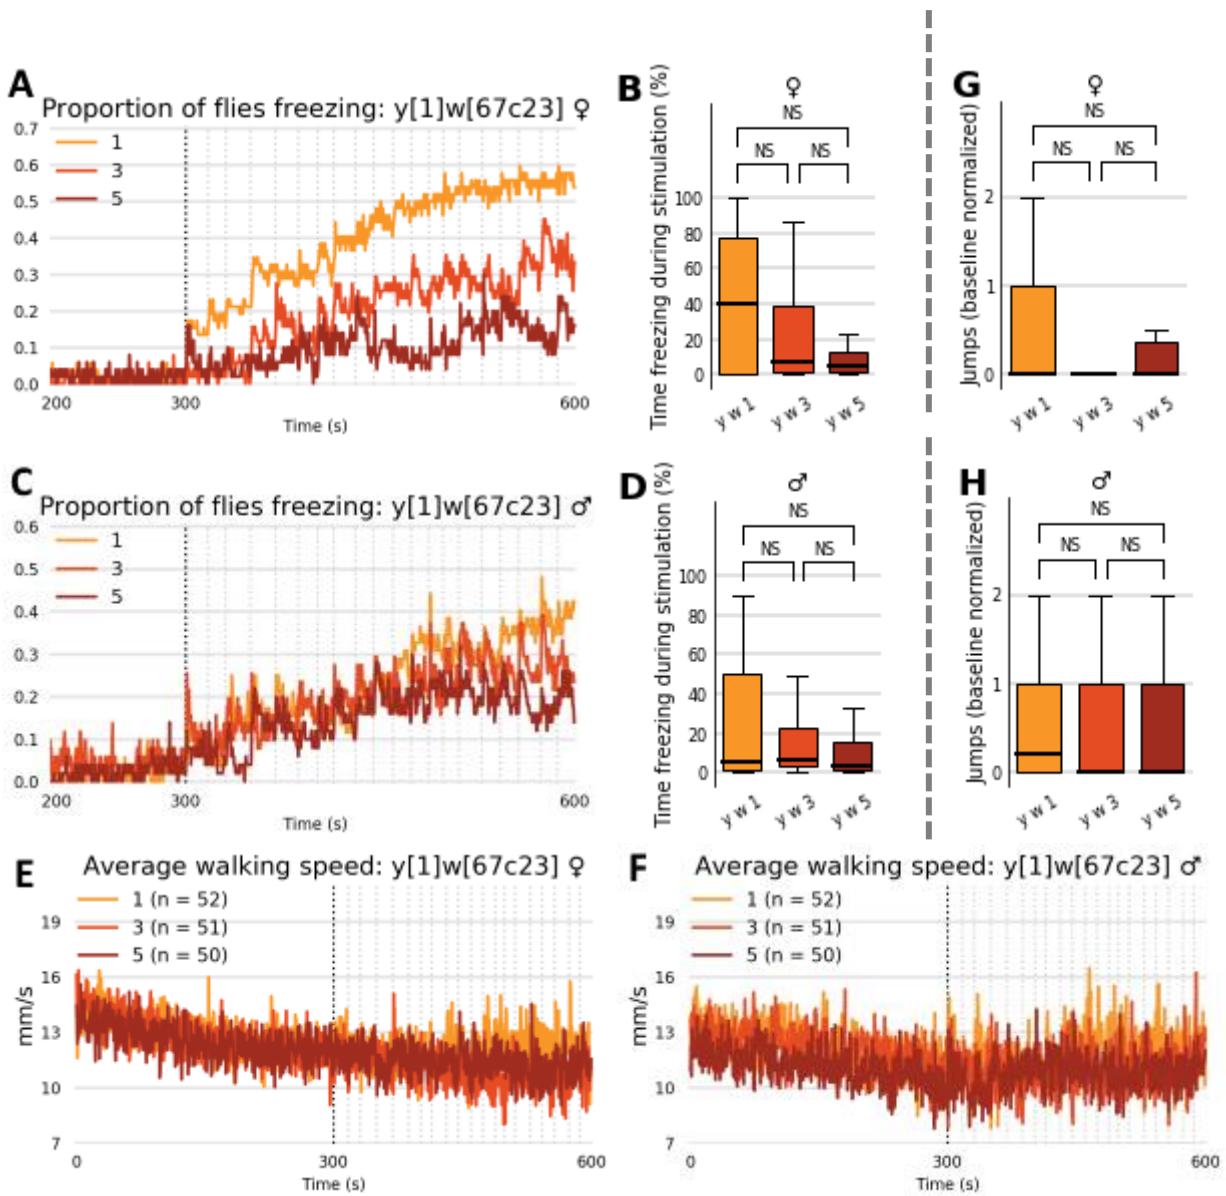 A
Proportion of flies freezing: y[1]w[67c23] ♀
0.7
0.6
0.5
0.4
0.3
0.2
0.1
0.0
1
3
5
200
300
600
Time (s)
B
♀
Time freezing during stimulation (%)
NS
NS
NS
100
80
60
40
20
0
y w 1
y w 3
y w 5
G
♀
Jumps (baseline normalized)
NS
NS
NS
2
1
0
y w 1
y w 3
y w 5
C
Proportion of flies freezing: y[1]w[67c23] ♂
0.6
0.5
0.4
0.3
0.2
0.1
0.0
1
3
5
200
300
600
Time (s)
D
♂
Time freezing during stimulation (%)
NS
NS
NS
100
80
60
40
20
0
y w 1
y w 3
y w 5
H
♂
Jumps (baseline normalized)
NS
NS
NS
2
1
0
y w 1
y w 3
y w 5
E
Average walking speed: y[1]w[67c23] ♀
1 (n = 52)
3 (n = 51)
5 (n = 50)
mm/s
19
16
13
10
7
0
300
600
Time (s)
F
Average walking speed: y[1]w[67c23] ♂
1 (n = 52)
3 (n = 51)
5 (n = 50)
mm/s
19
16
13
10
7
0
300
600
Time (s)